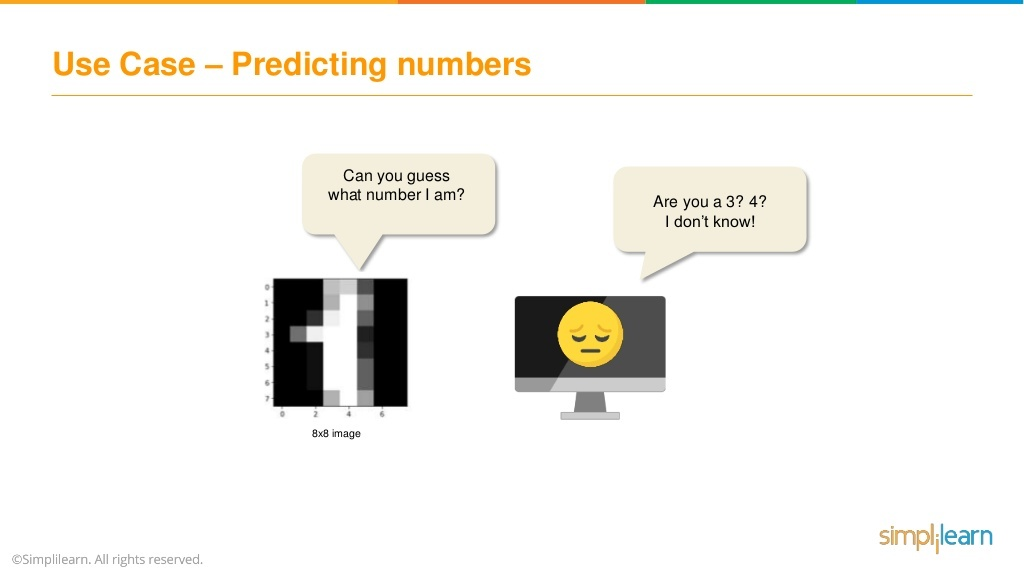 Use Case – Predicting numbers
Can you guess
what number I am?
Are you a 3? 4?
I don't know!
0
1
2
3
4
5
6
7
0 2 4 6
8x8 image
simplilearn
©Simplilearn. All rights reserved.